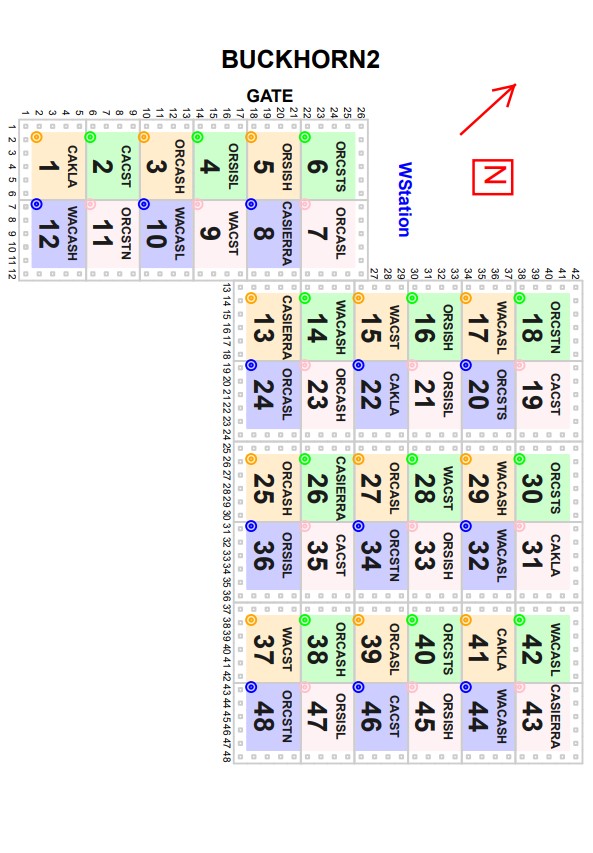 BUCKHORN2
GATE
1 2 3 4 5 6 7 8 9 10 11 12 13 14 15 16 17 18 19 20 21 22 23 24 25 26
1 2 3 4 5 6 7 8 9 10 11 12
1 CAKLA
2 CACST
3 ORCASH
4 ORSISL
5 ORSISH
6 ORCSTS
12 WACASH
11 ORCSTN
10 WACASL
9 WACST
8 CASIERRA
7 ORCASL
WStation
N
27 28 29 30 31 32 33 34 35 36 37 38 39 40 41 42
13 14 15 16 17 18 19 20 21 22 23 24 25 26 27 28 29 30 31 32 33 34 35 36 37 38 39 40 41 42 43 44 45 46 47 48
13 CASIERRA
14 WACASH
15 WACST
16 ORSISH
17 WACASL
18 ORCSTN
24 ORCASL
23 ORCASH
22 CAKLA
21 ORSISL
20 ORCSTS
19 CACST
25 ORCASH
26 CASIERRA
27 ORCASL
28 WACST
29 WACASH
30 ORCSTS
36 ORSISL
35 CACST
34 ORCSTN
33 ORSISH
32 WACASL
31 CAKLA
37 WACST
38 ORCASH
39 ORCASL
40 ORCSTS
41 CAKLA
42 WACASL
48 ORCSTN
47 ORSISL
46 CACST
45 ORSISH
44 WACASH
43 CASIERRA